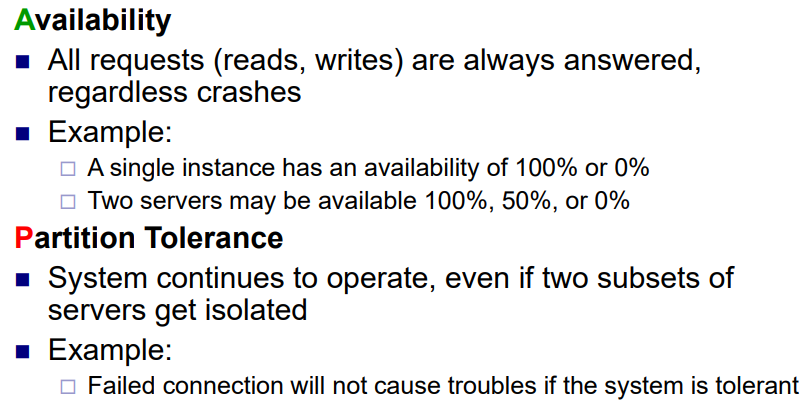 Availability
All requests (reads, writes) are always answered,
regardless crashes
Example:
A single instance has an availability of 100% or 0%
Two servers may be available 100%, 50%, or 0%
Partition Tolerance
System continues to operate, even if two subsets of
servers get isolated
Example:
Failed connection will not cause troubles if the system is tolerant